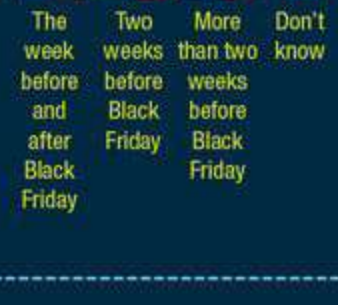 The
week
before
and
after
Black
Friday
Two
weeks
before
Black
Friday
More
than two
weeks
before
Black
Friday
Don't
know